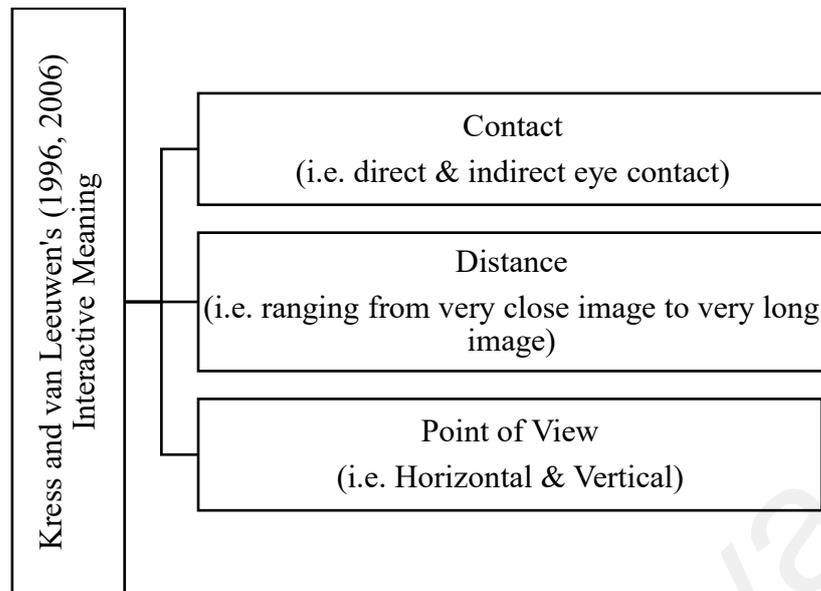 Kress and van Leeuwen's (1996, 2006)
Interactive Meaning
Contact
(i.e. direct & indirect eye contact)
Distance
(i.e. ranging from very close image to very long
image)
Point of View
(i.e. Horizontal & Vertical)